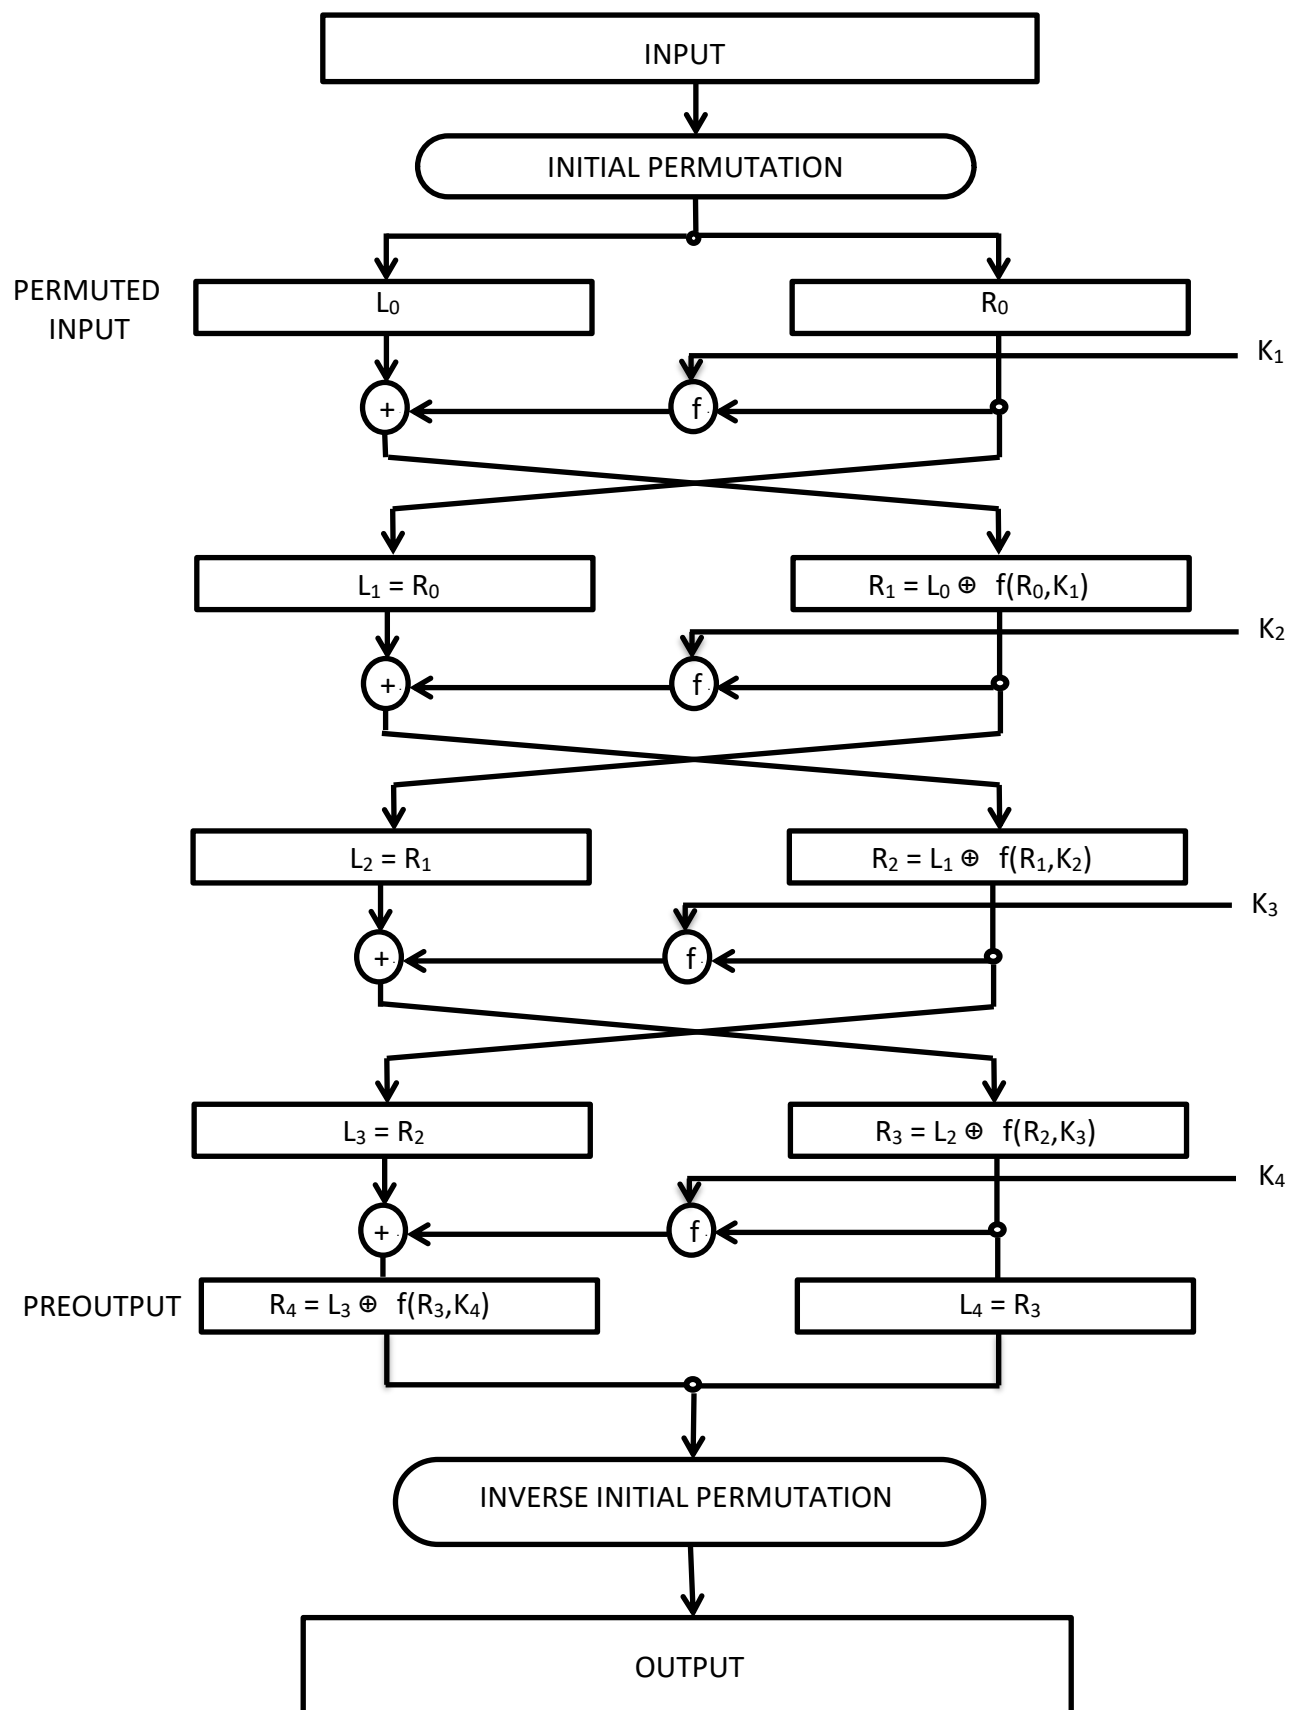 INPUT
INITIAL PERMUTATION
PERMUTED
INPUT
L₀
R₀
K₁
+
f
L₁ = R₀
R₁ = L₀ ⊕ f(R₀,K₁)
K₂
+
f
L₂ = R₁
R₂ = L₁ ⊕ f(R₁,K₂)
K₃
+
f
L₃ = R₂
R₃ = L₂ ⊕ f(R₂,K₃)
K₄
+
f
PREOUTPUT
R₄ = L₃ ⊕ f(R₃,K₄)
L₄ = R₃
INVERSE INITIAL PERMUTATION
OUTPUT